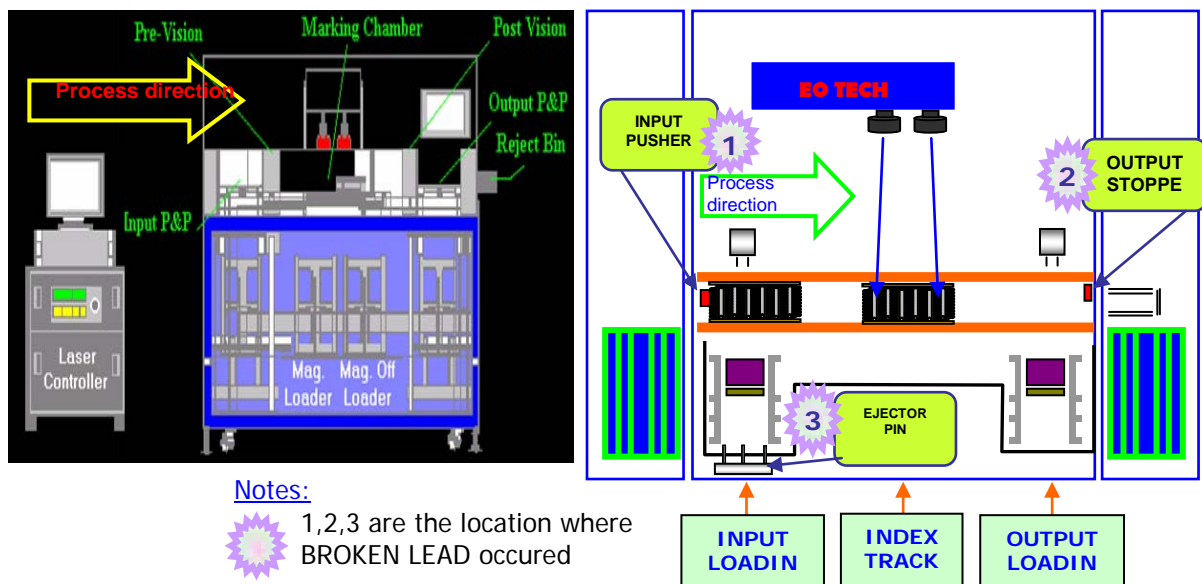 Pre-Vision
Marking Chamber
Post Vision
Process direction
Output P&P
Reject Bin
Input P&P
Laser
Controller
Mag.
Loader
Mag. Off
Loader
EO TECH
INPUT
PUSHER
1
2
OUTPUT
STOPPE
Process
direction
3
EJECTOR
PIN
INPUT
LOADIN
INDEX
TRACK
OUTPUT
LOADIN
Notes:
1,2,3 are the location where
BROKEN LEAD occured